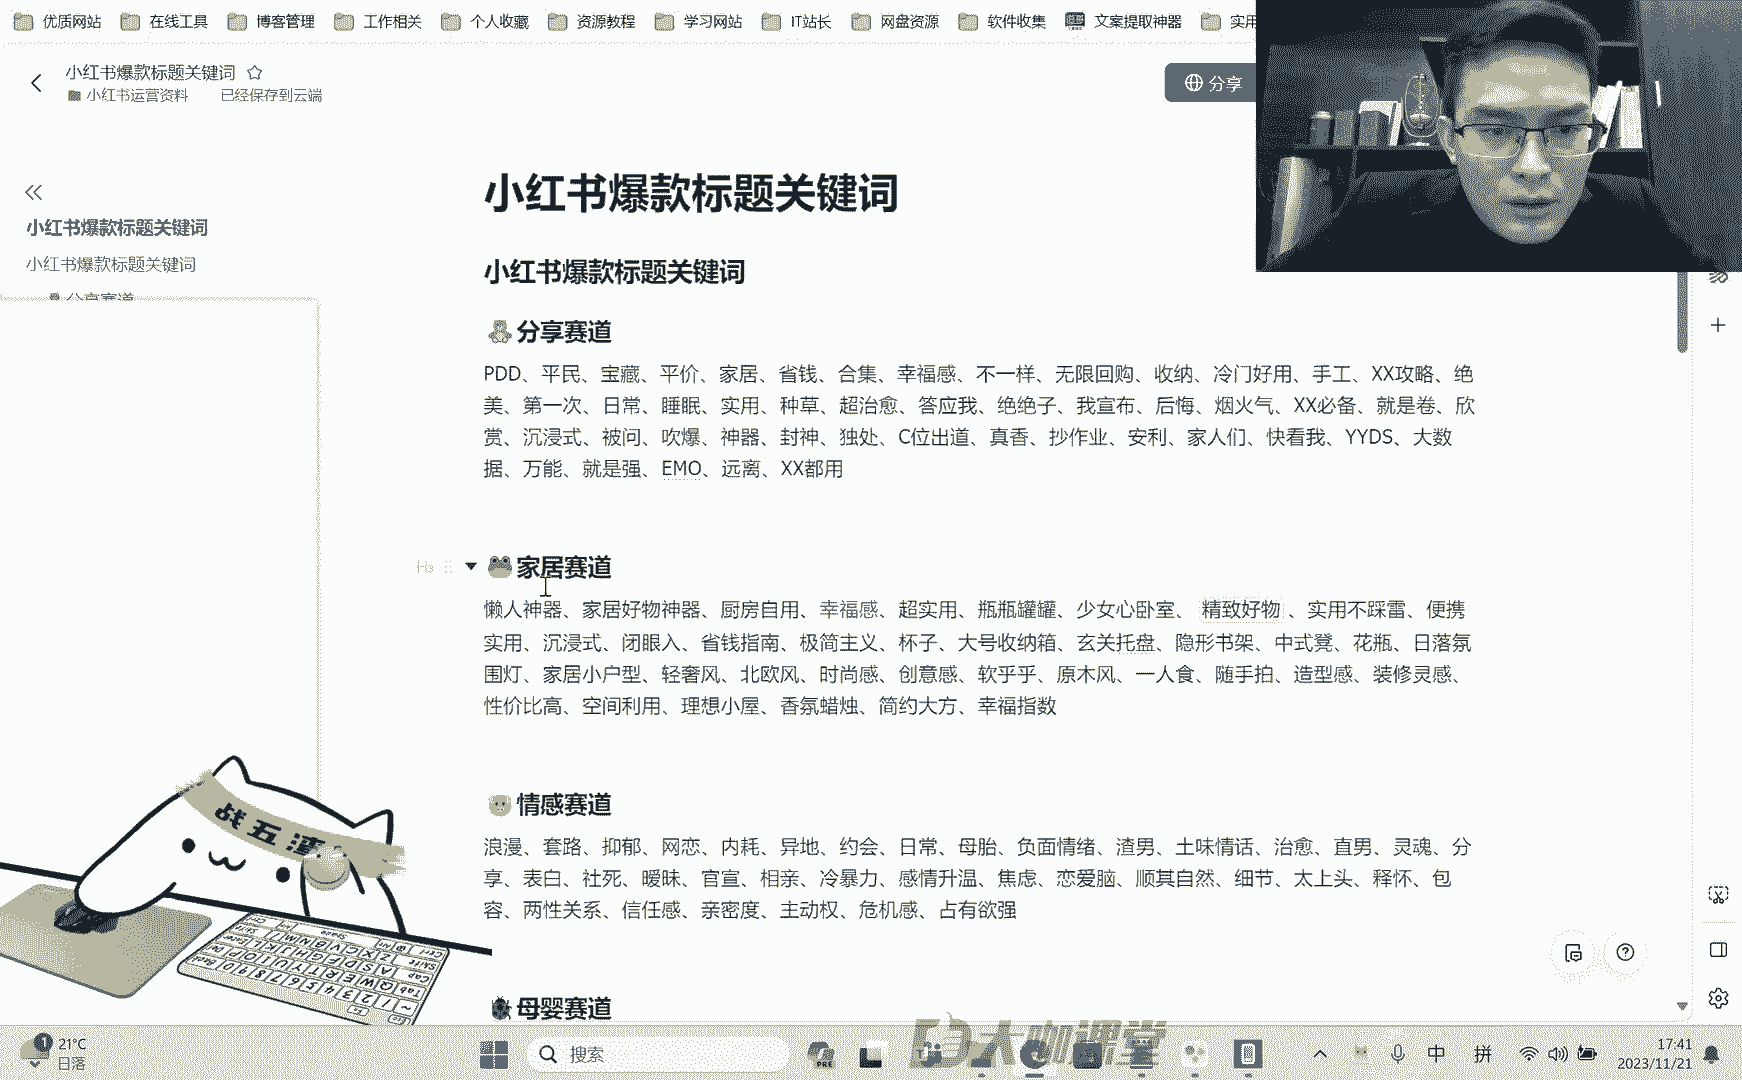 优质网站 在线工具 博客管理 工作相关 个人收藏 资源教程 学习网站 IT站长 网盘资源 软件收集 文案提取神器 实用
小红书爆款标题关键词
小红书运营资料 已经保存到云端
分享
小红书爆款标题关键词
小红书爆款标题关键词
分享赛道
小红书爆款标题关键词
小红书爆款标题关键词
分享赛道
PDD、平民、宝藏、平价、家居、省钱、合集、幸福感、不一样、无限回购、收纳、冷门好用、手工、XX攻略、绝
美、第一次、日常、睡眠、实用、种草、超治愈、答应我、绝绝子、我宣布、后悔、烟火气、XX必备、就是卷、欣
赏、沉浸式、被问、吹爆、神器、封神、独处、C位出道、真香、抄作业、安利、家人们、快看我、YYDS、大数
据、万能、就是强、EMO、远离、XX都用
H3 家居赛道
懒人神器、家居好物神器、厨房自用、幸福感、超实用、瓶瓶罐罐、少女心卧室、 精致好物 、实用不踩雷、便携
实用、沉浸式、闭眼入、省钱指南、极简主义、杯子、大号收纳箱、玄关托盘、隐形书架、中式凳、花瓶、日落氛
围灯、家居小户型、轻奢风、北欧风、时尚感、创意感、软乎乎、原木风、一人食、随手拍、造型感、装修灵感、
性价比高、空间利用、理想小屋、香氛蜡烛、简约大方、幸福指数
情感赛道
浪漫、套路、抑郁、网恋、内耗、异地、约会、日常、母胎、负面情绪、渣男、土味情话、治愈、直男、灵魂、分
享、表白、社死、暧昧、官宣、相亲、冷暴力、感情升温、焦虑、恋爱脑、顺其自然、细节、太上头、释怀、包
容、两性关系、信任感、亲密度、主动权、危机感、占有欲强
母婴赛道
战五渣
大咖课堂
1
21°C
日落
搜索
PRE
中 拼
17:41
2023/11/21